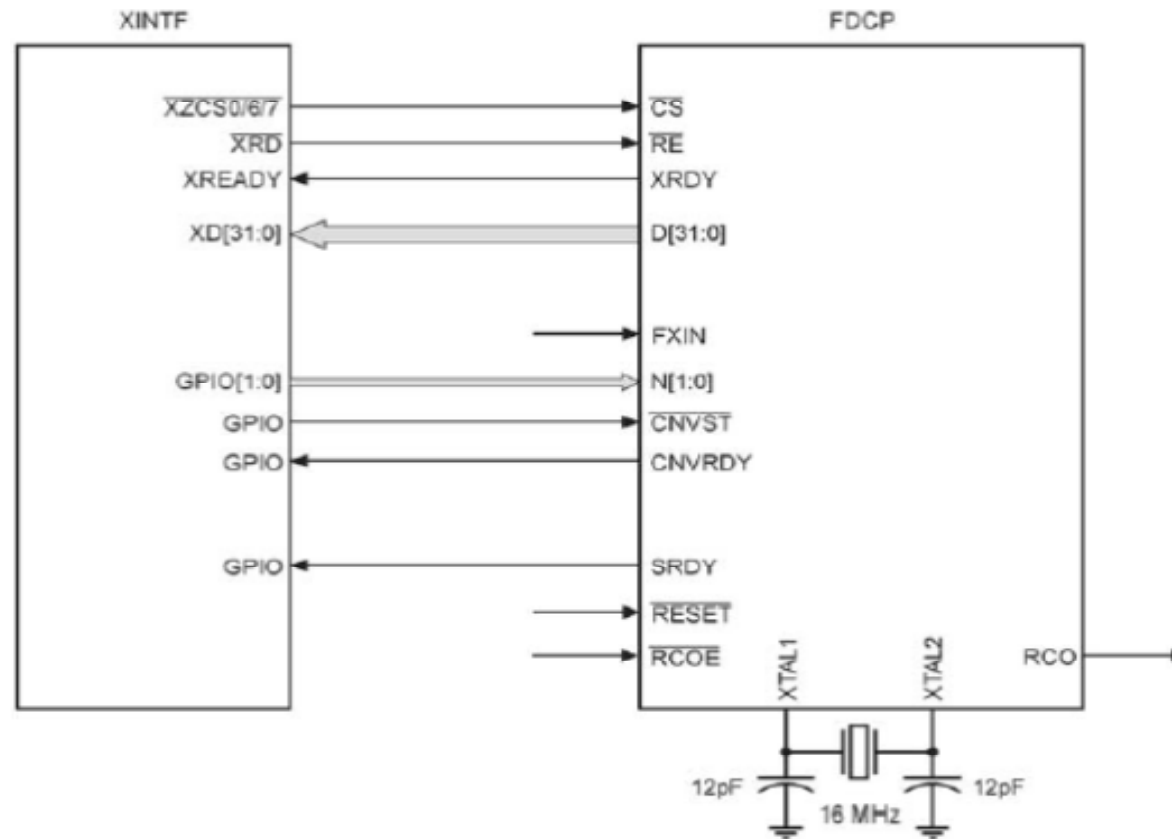 XINTF FDCP
XZCS0/6/7 CS
XRD RE
XREADY XRDY
XD[31:0] D[31:0]
FXIN
GPIO[1:0] N[1:0]
GPIO CNVST
GPIO CNVRDY
GPIO SRDY
RESET
RCOE XTAL1 XTAL2 RCO
12pF 12pF
16 MHz